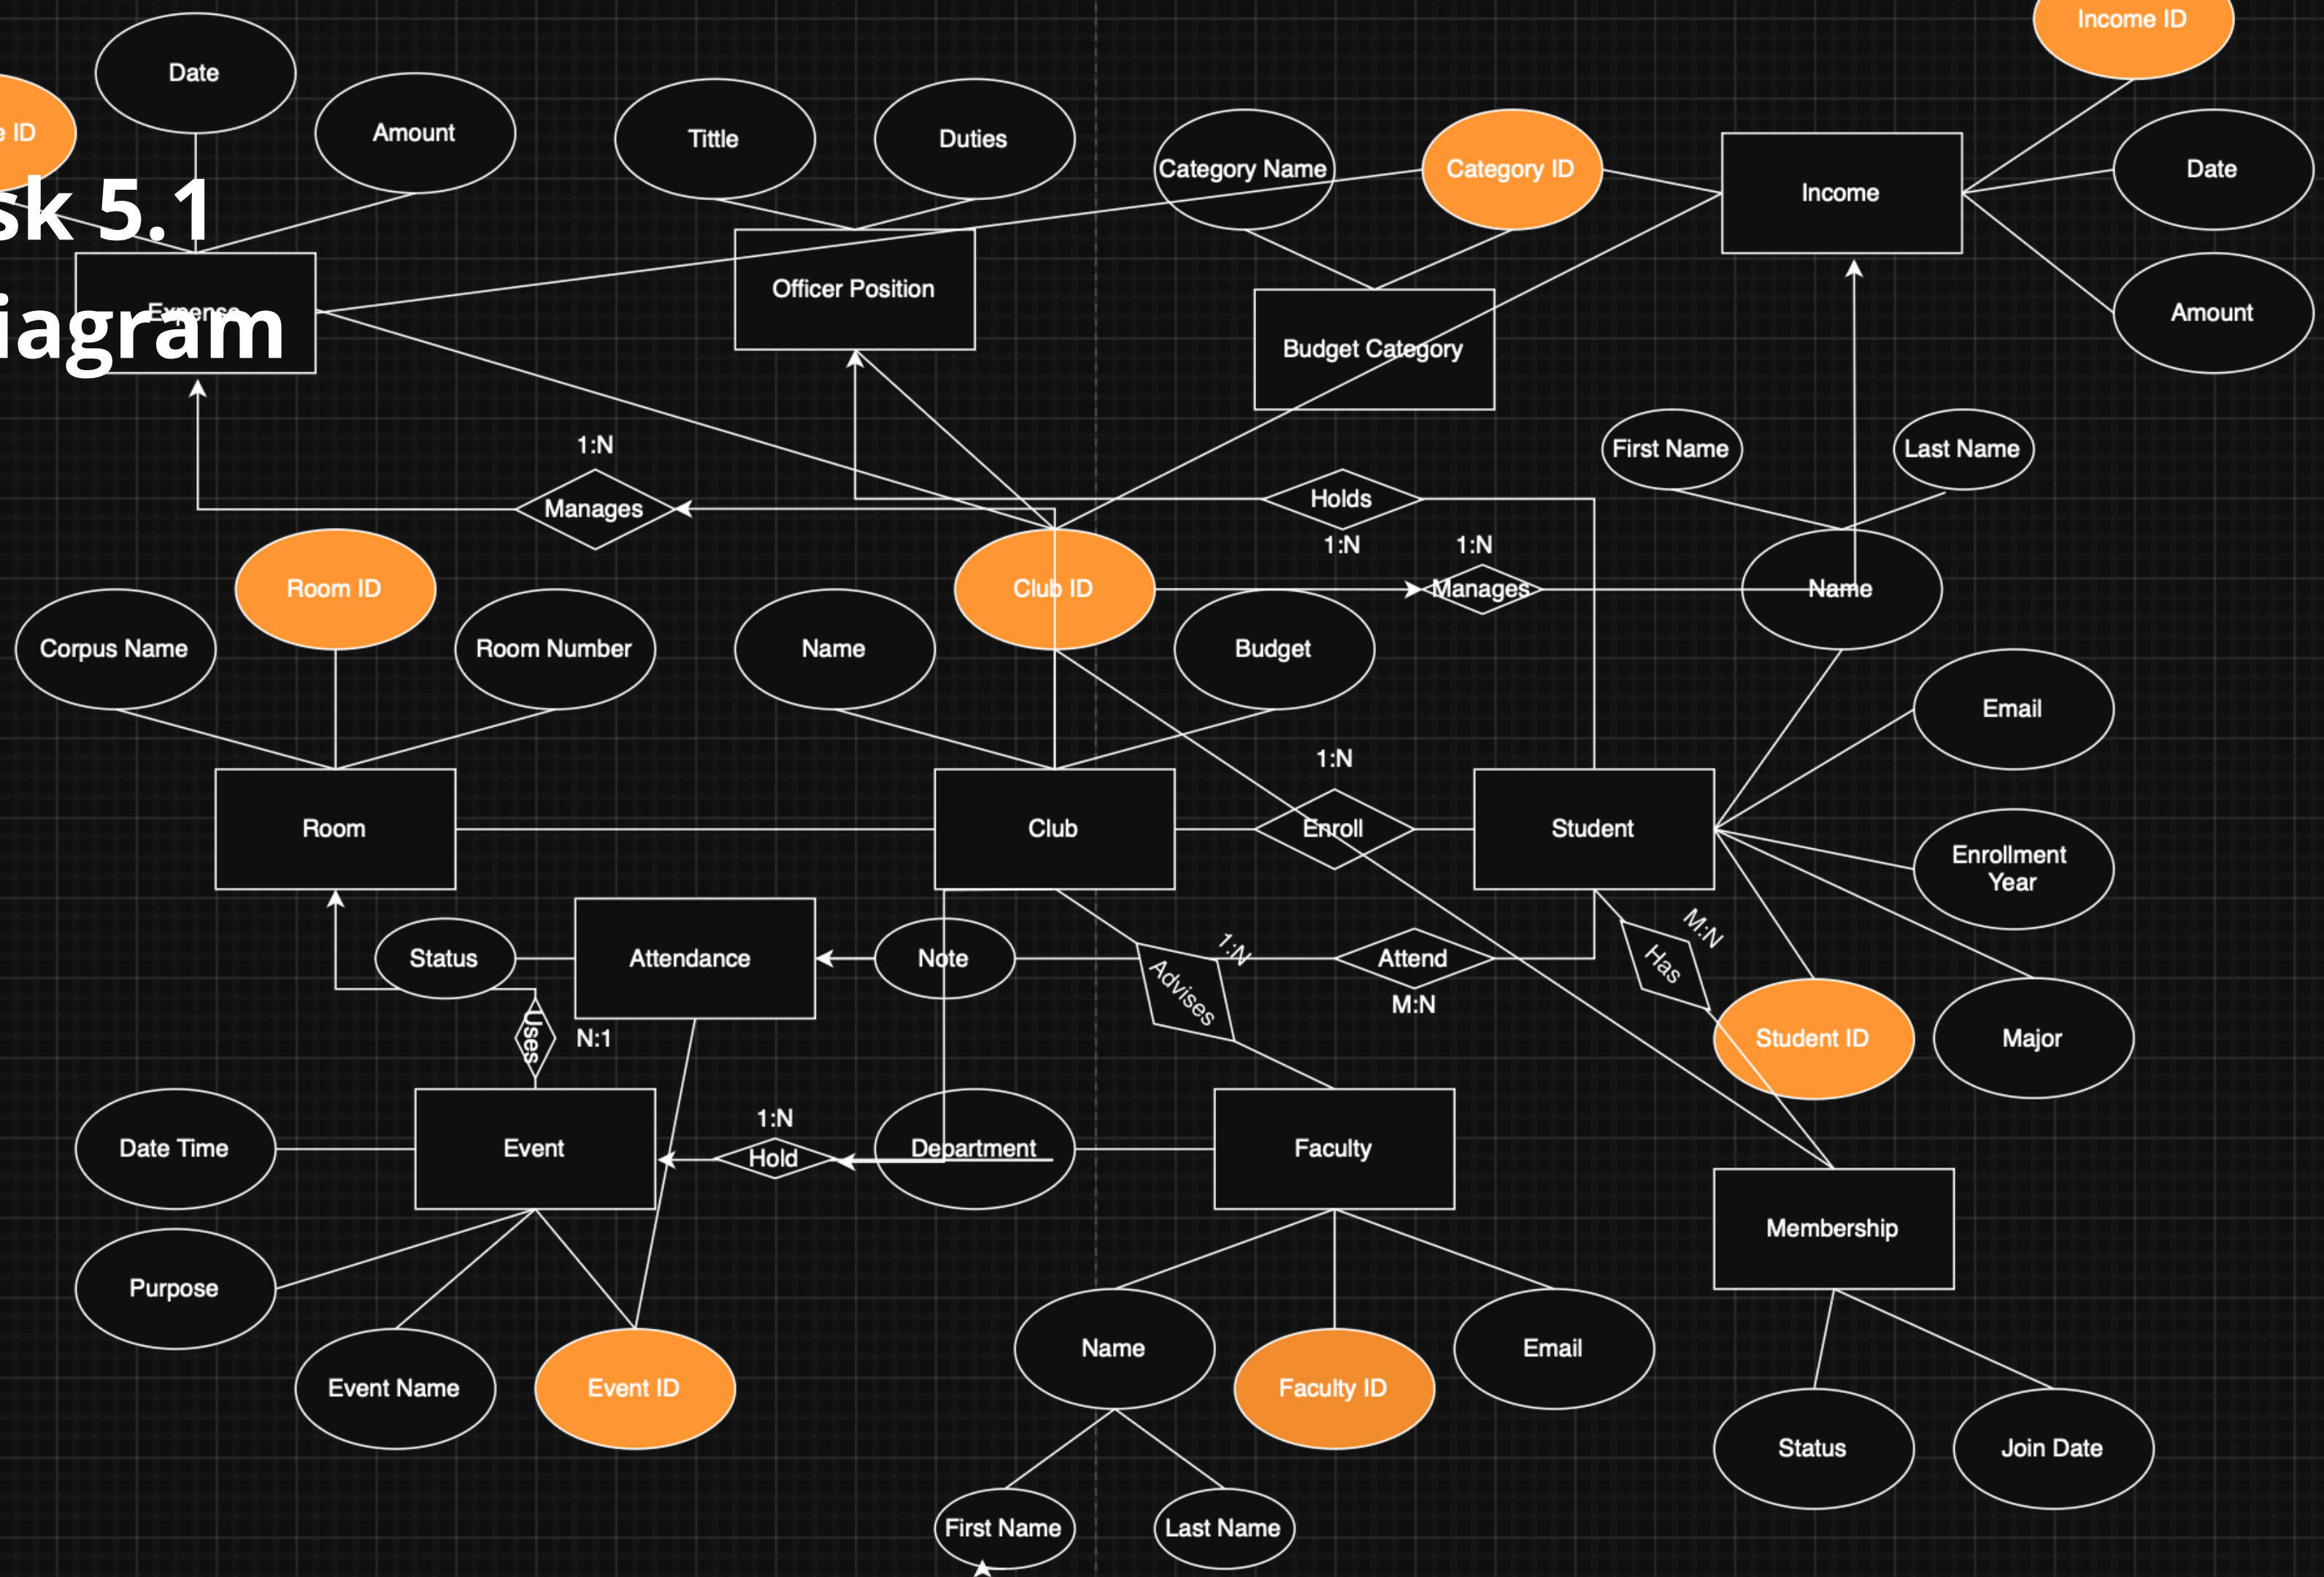 Income ID
Date
e ID
Amount
Tittle
Duties
Category Name
Category ID
Income
Date
sk 5.1
Officer Position
Expense
Amount
iagram
Budget Category
1:N
First Name
Last Name
Manages
Holds
1:N
1:N
Room ID
Club ID
Manages
Name
Corpus Name
Room Number
Name
Budget
Email
1:N
Room
Club
Enroll
Student
Enrollment
Year
M:N
1:N
Status
Attendance
Note
Attend
Has
Advises
M:N
Uses
N:1
Student ID
Major
1:N
Date Time
Event
Hold
Department
Faculty
Membership
Purpose
Name
Email
Event Name
Event ID
Faculty ID
Status
Join Date
First Name
Last Name